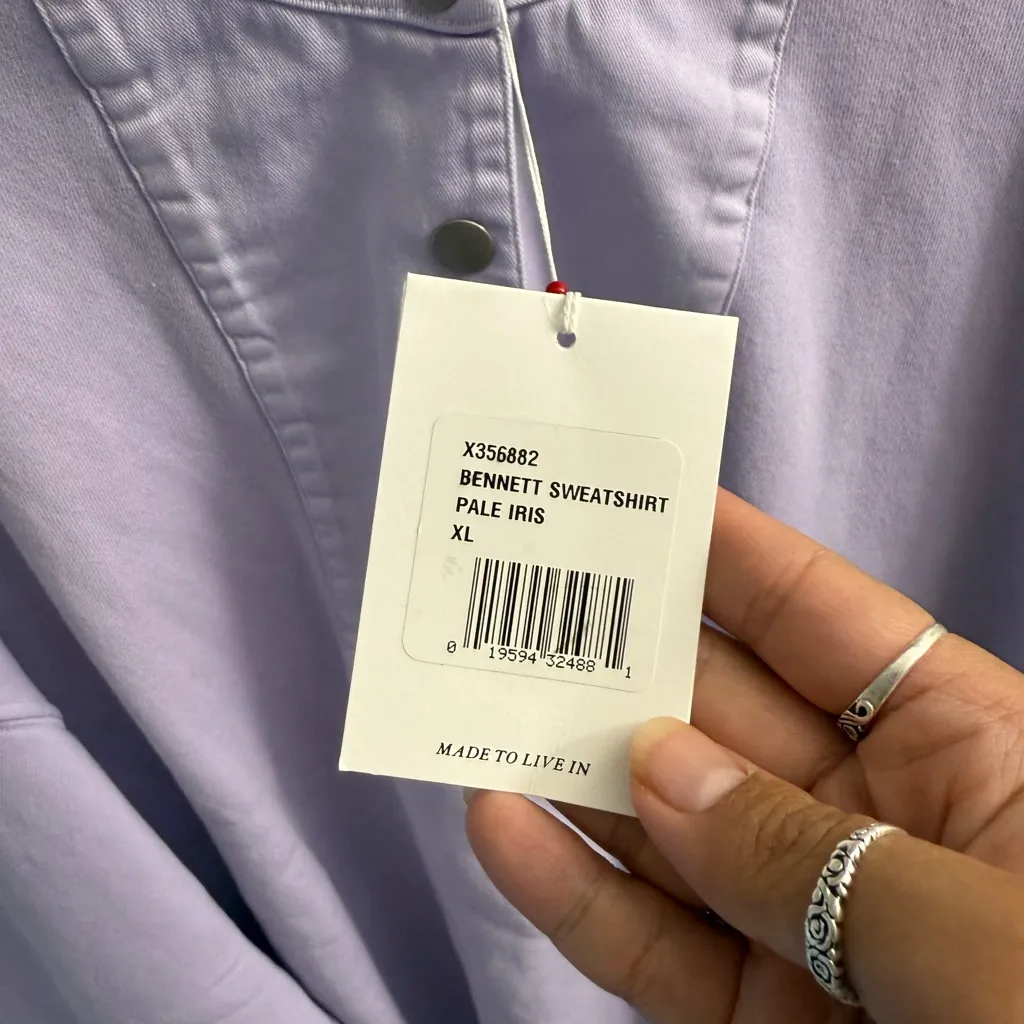 X356882
BENNETT SWEATSHIRT
PALE IRIS
XL
0 19594 32488 1
MADE TO LIVE IN